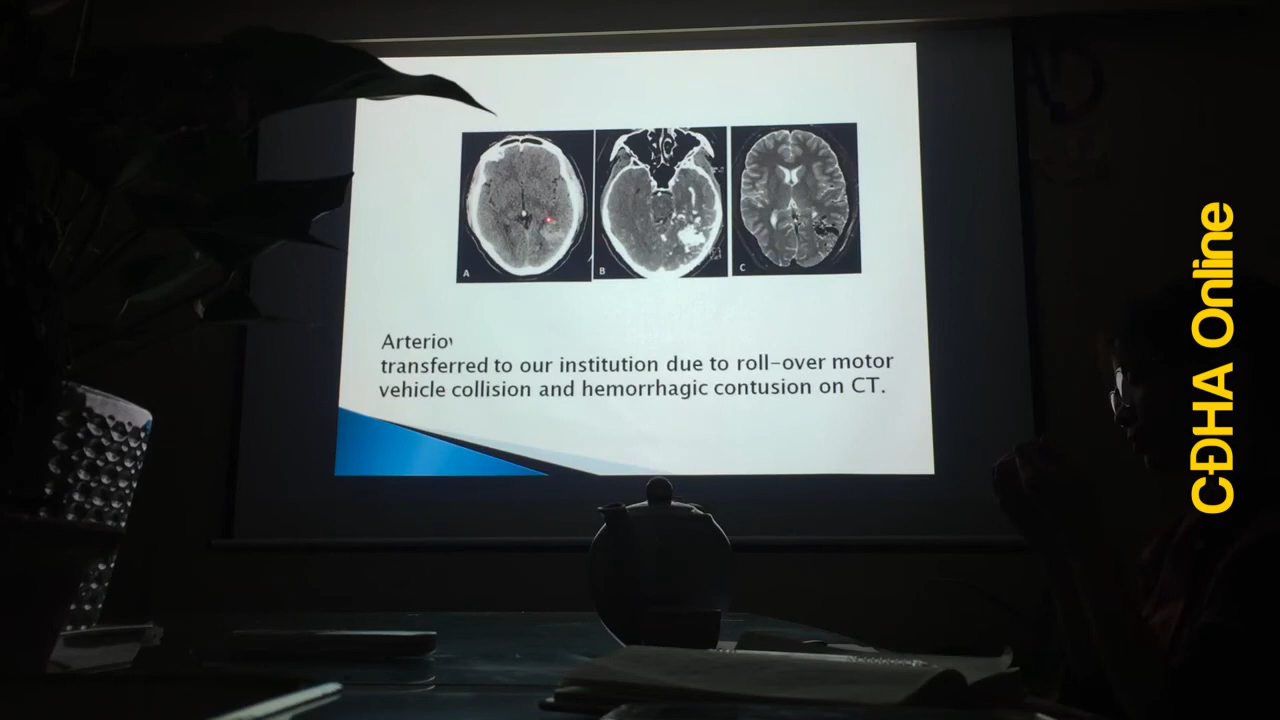 A
B
C
Arterio
transferred to our institution due to roll-over motor
vehicle collision and hemorrhagic contusion on CT.
CĐHA Online